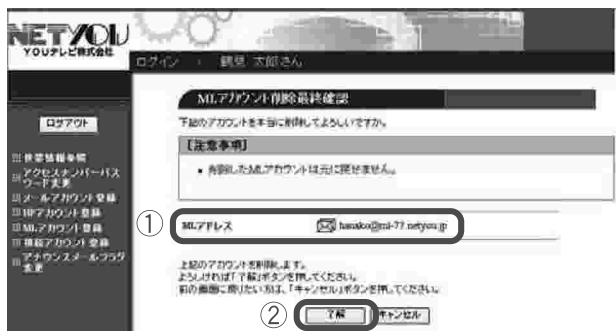 NETYOU
YOUテレビ株式会社
ログイン : 鶴見 太郎さん
MLアカウント削除最終確認
ログアウト
下記のアカウントを本当に削除してよろしいですか。
【注意事項】
・削除したMLアカウントは元に戻せません。
世帯情報参照
アクセスナンバーパス
ワード変更
メールアカウント登録
HPアカウント登録
MLアカウント登録
接続アカウント登録
アナウンスメールフラグ
変更
①
MLアドレス hanako@ml-77.netyou.jp
上記のアカウントを削除します。
よろしければ「了解」ボタンを押してください。
前の画面に戻りたい方は、「キャンセル」ボタンを押してください。
②
了解 キャンセル